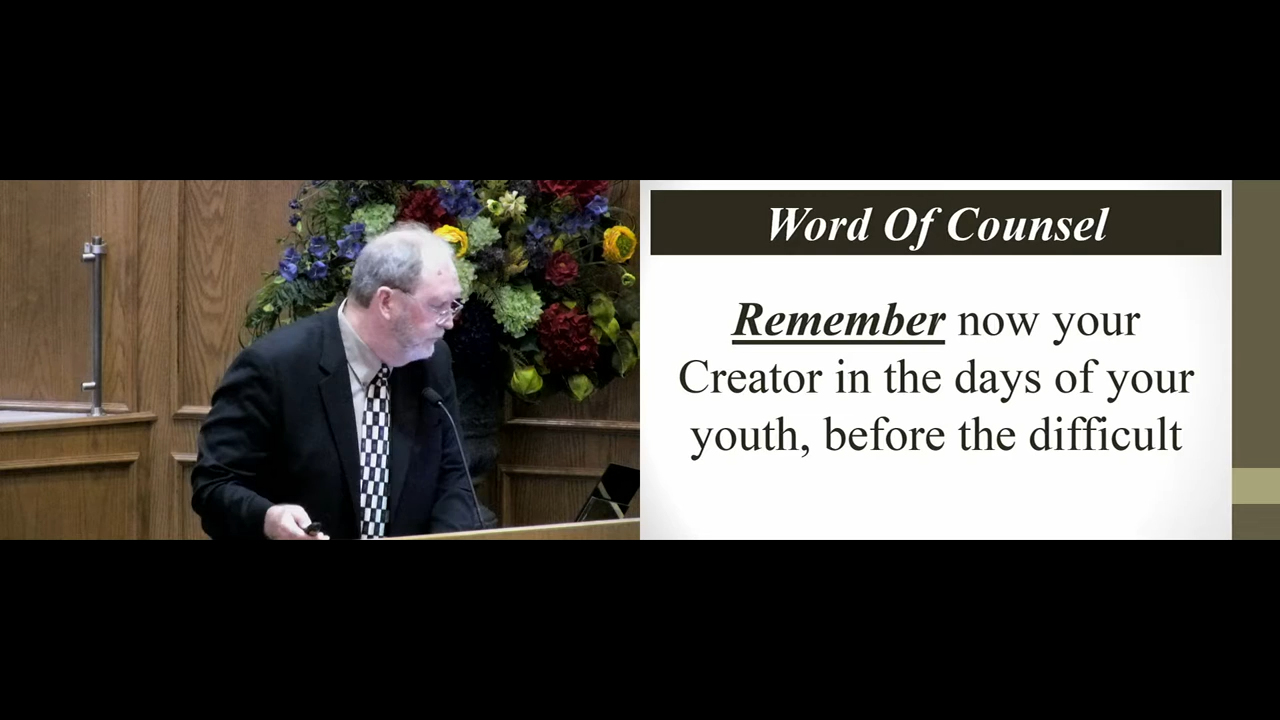 Word Of Counsel
Remember now your
Creator in the days of your
youth, before the difficult